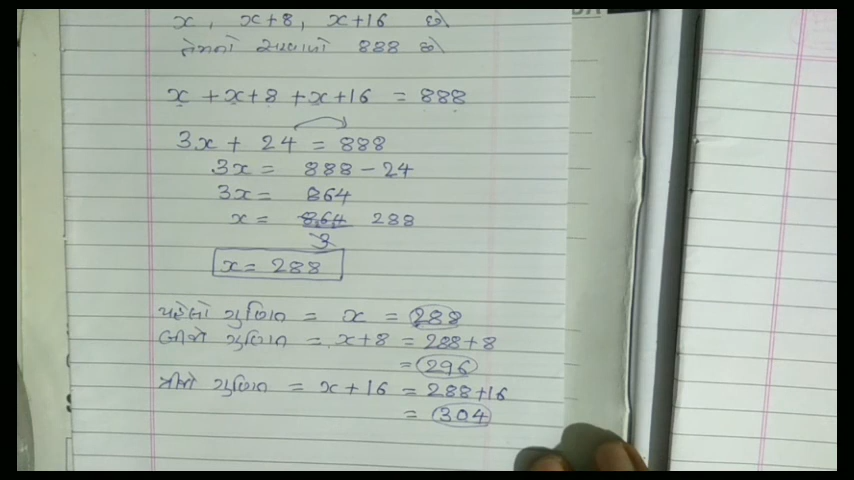 x, x+8, x+16 છે
તેમનો સરવાળો 888 છે
x + x + 8 + x + 16 = 888
3x + 24 = 888
3x = 888 - 24
3x = 864
x = 864 288
3
x = 288
પહેલો ગુણિત = x = 288
બીજો ગુણિત = x + 8 = 288 + 8
= 296
ત્રીજો ગુણિત = x + 16 = 288 + 16
= 304